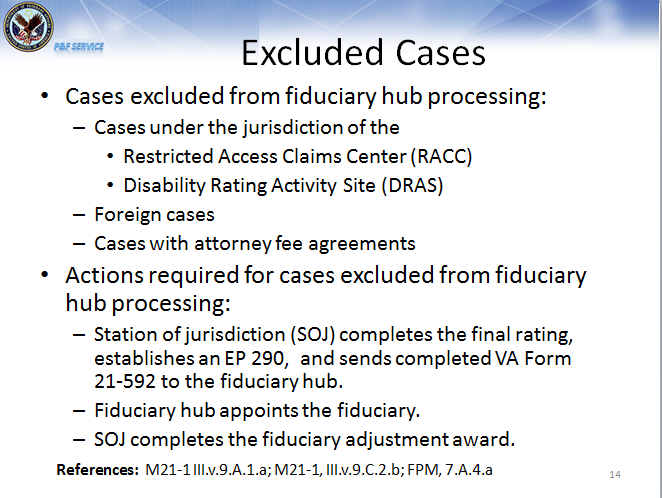 P&F SERVICE
Excluded Cases
• Cases excluded from fiduciary hub processing:
– Cases under the jurisdiction of the
• Restricted Access Claims Center (RACC)
• Disability Rating Activity Site (DRAS)
– Foreign cases
– Cases with attorney fee agreements
• Actions required for cases excluded from fiduciary
hub processing:
– Station of jurisdiction (SOJ) completes the final rating,
establishes an EP 290, and sends completed VA Form
21-592 to the fiduciary hub.
– Fiduciary hub appoints the fiduciary.
– SOJ completes the fiduciary adjustment award.
References: M21-1 III.v.9.A.1.a; M21-1, III.v.9.C.2.b; FPM, 7.A.4.a
14